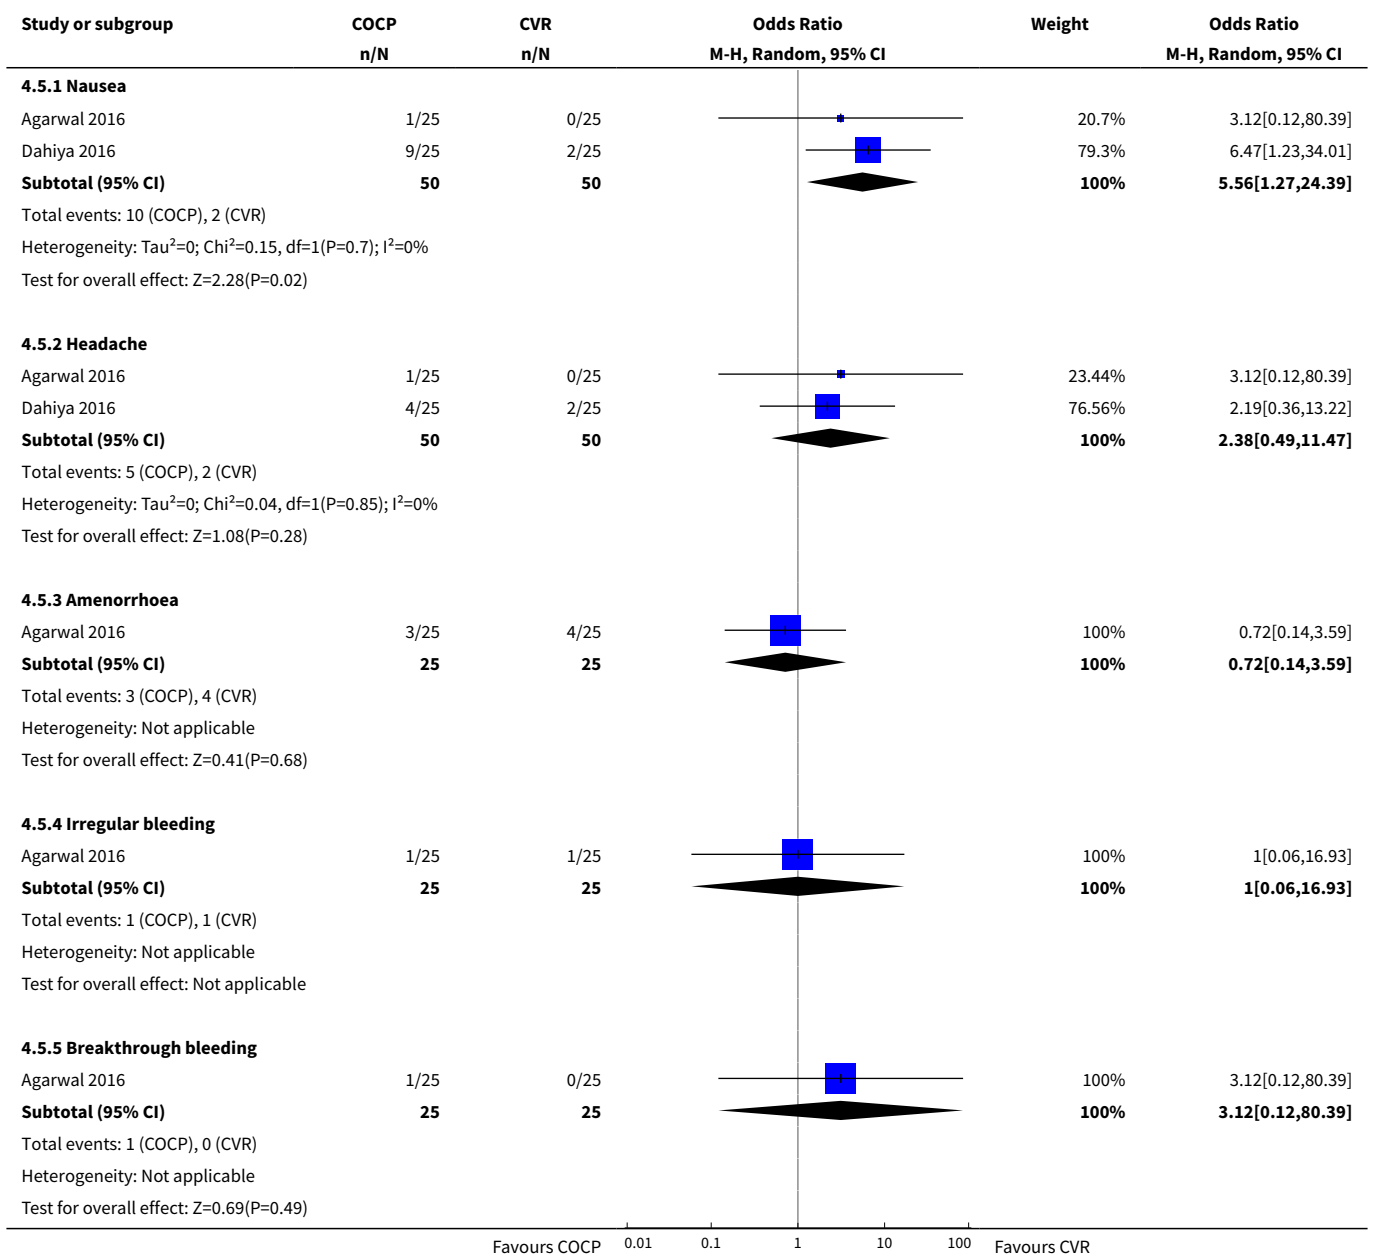 Study or subgroup COCP CVR Odds Ratio Weight Odds Ratio
n/N n/N M-H, Random, 95% CI M-H, Random, 95% CI
4.5.1 Nausea
Agarwal 2016 1/25 0/25 20.7% 3.12[0.12,80.39]
Dahiya 2016 9/25 2/25 79.3% 6.47[1.23,34.01]
Subtotal (95% CI) 50 50 100% 5.56[1.27,24.39]
Total events: 10 (COCP), 2 (CVR)
Heterogeneity: Tau²=0; Chi²=0.15, df=1(P=0.7); I²=0%
Test for overall effect: Z=2.28(P=0.02)
4.5.2 Headache
Agarwal 2016 1/25 0/25 23.44% 3.12[0.12,80.39]
Dahiya 2016 4/25 2/25 76.56% 2.19[0.36,13.22]
Subtotal (95% CI) 50 50 100% 2.38[0.49,11.47]
Total events: 5 (COCP), 2 (CVR)
Heterogeneity: Tau²=0; Chi²=0.04, df=1(P=0.85); I²=0%
Test for overall effect: Z=1.08(P=0.28)
4.5.3 Amenorrhoea
Agarwal 2016 3/25 4/25 100% 0.72[0.14,3.59]
Subtotal (95% CI) 25 25 100% 0.72[0.14,3.59]
Total events: 3 (COCP), 4 (CVR)
Heterogeneity: Not applicable
Test for overall effect: Z=0.41(P=0.68)
4.5.4 Irregular bleeding
Agarwal 2016 1/25 1/25 100% 1[0.06,16.93]
Subtotal (95% CI) 25 25 100% 1[0.06,16.93]
Total events: 1 (COCP), 1 (CVR)
Heterogeneity: Not applicable
Test for overall effect: Not applicable
4.5.5 Breakthrough bleeding
Agarwal 2016 1/25 0/25 100% 3.12[0.12,80.39]
Subtotal (95% CI) 25 25 100% 3.12[0.12,80.39]
Total events: 1 (COCP), 0 (CVR)
Heterogeneity: Not applicable
Test for overall effect: Z=0.69(P=0.49)
Favours COCP 0.01 0.1 1 10 100 Favours CVR